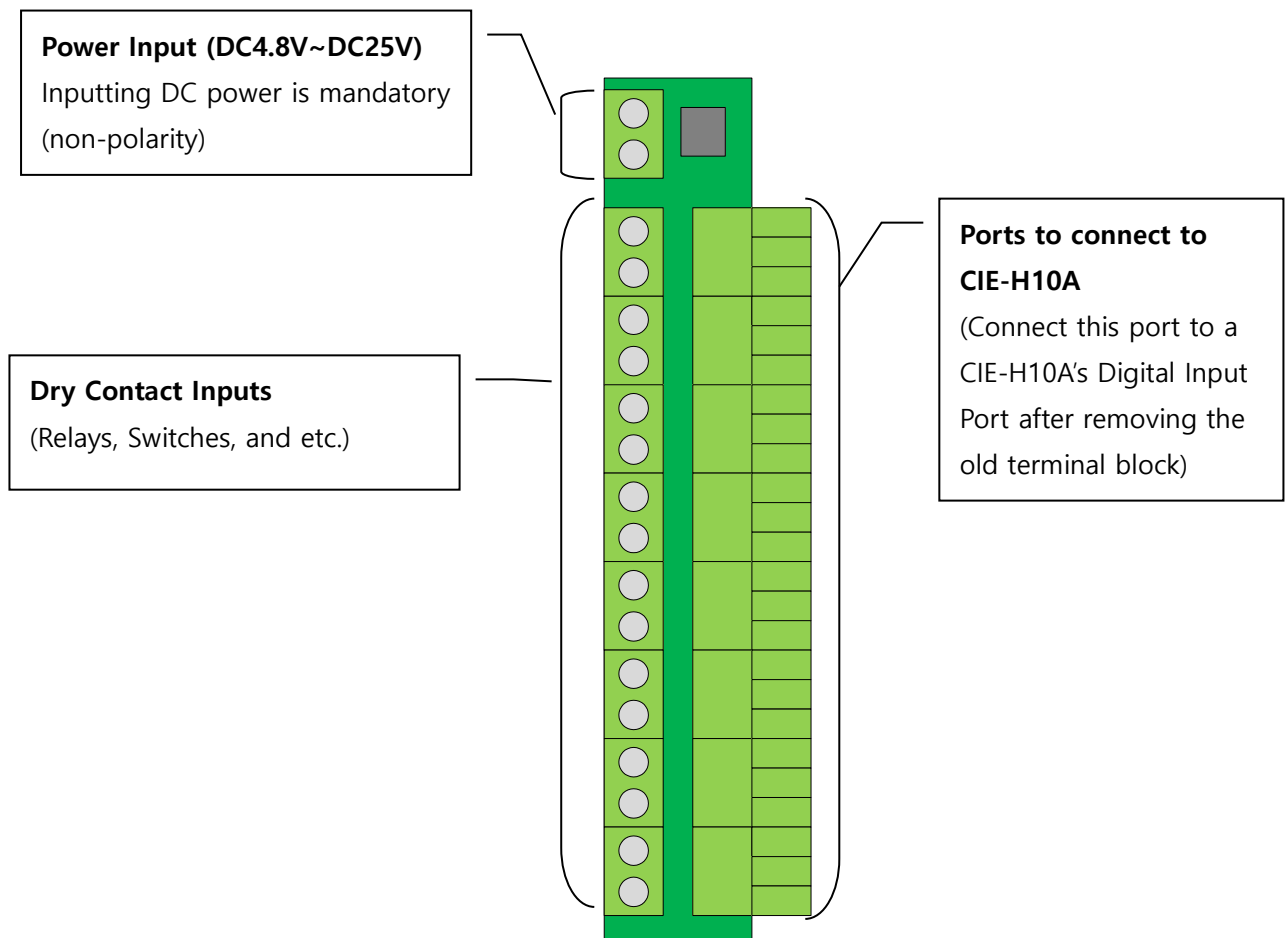 Power Input (DC4.8V~DC25V)
Inputting DC power is mandatory
(non-polarity)
Dry Contact Inputs
(Relays, Switches, and etc.)
Ports to connect to
CIE-H10A
(Connect this port to a
CIE-H10A’s Digital Input
Port after removing the
old terminal block)